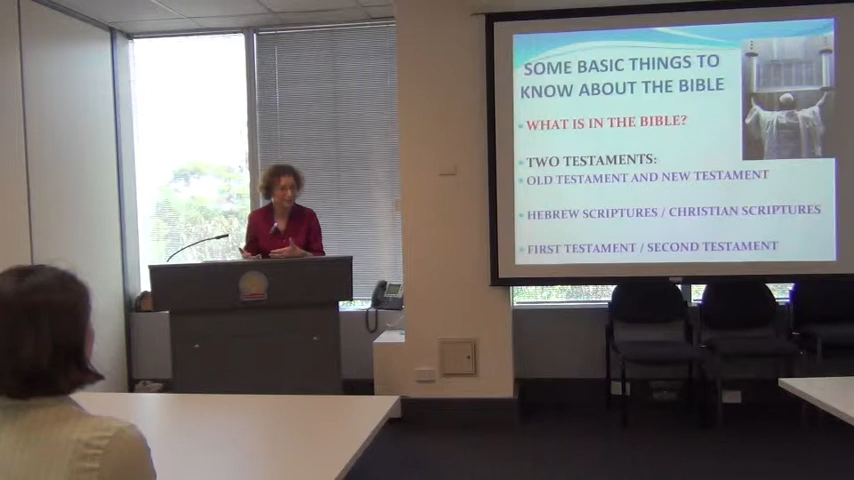 SOME BASIC THINGS TO
KNOW ABOUT THE BIBLE
WHAT IS IN THE BIBLE?
TWO TESTAMENTS:
OLD TESTAMENT AND NEW TESTAMENT
HEBREW SCRIPTURES / CHRISTIAN SCRIPTURES
FIRST TESTAMENT / SECOND TESTAMENT